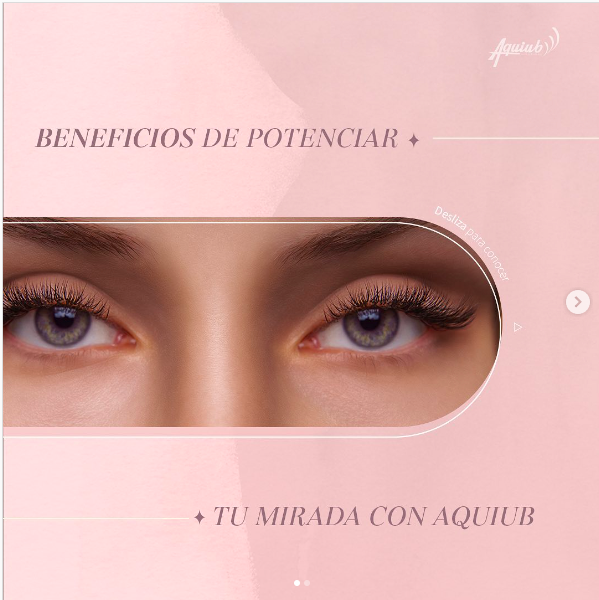 Aquiub
BENEFICIOS DE POTENCIAR
Desliza para conocer
TU MIRADA CON AQUIUB